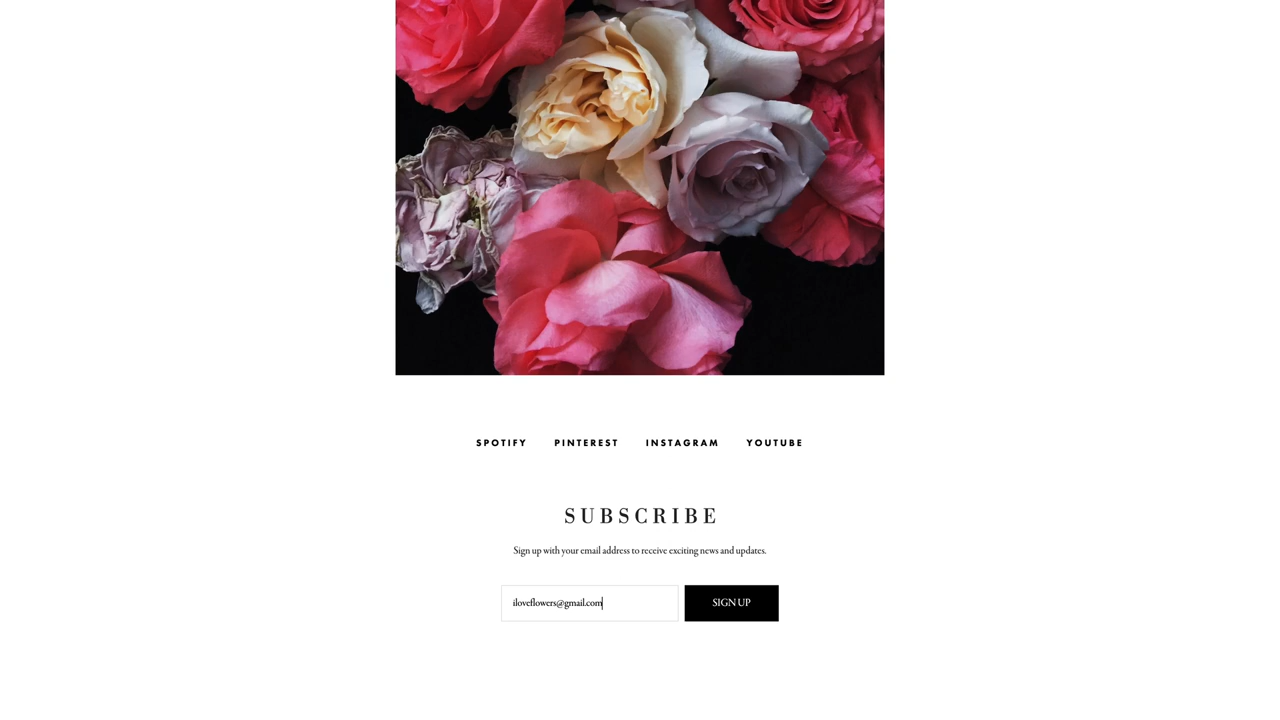 SPOTIFY PINTEREST INSTAGRAM YOUTUBE
SUBSCRIBE
Sign up with your email address to receive exciting news and updates.
iloveflowers@gmail.com SIGN UP